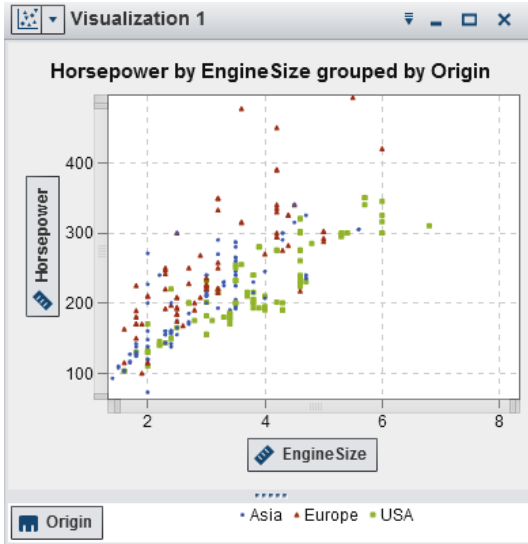 Visualization 1
Horsepower by EngineSize grouped by Origin
400
300
200
100
Horsepower
2 4 6 8
EngineSize
Origin
Asia Europe USA